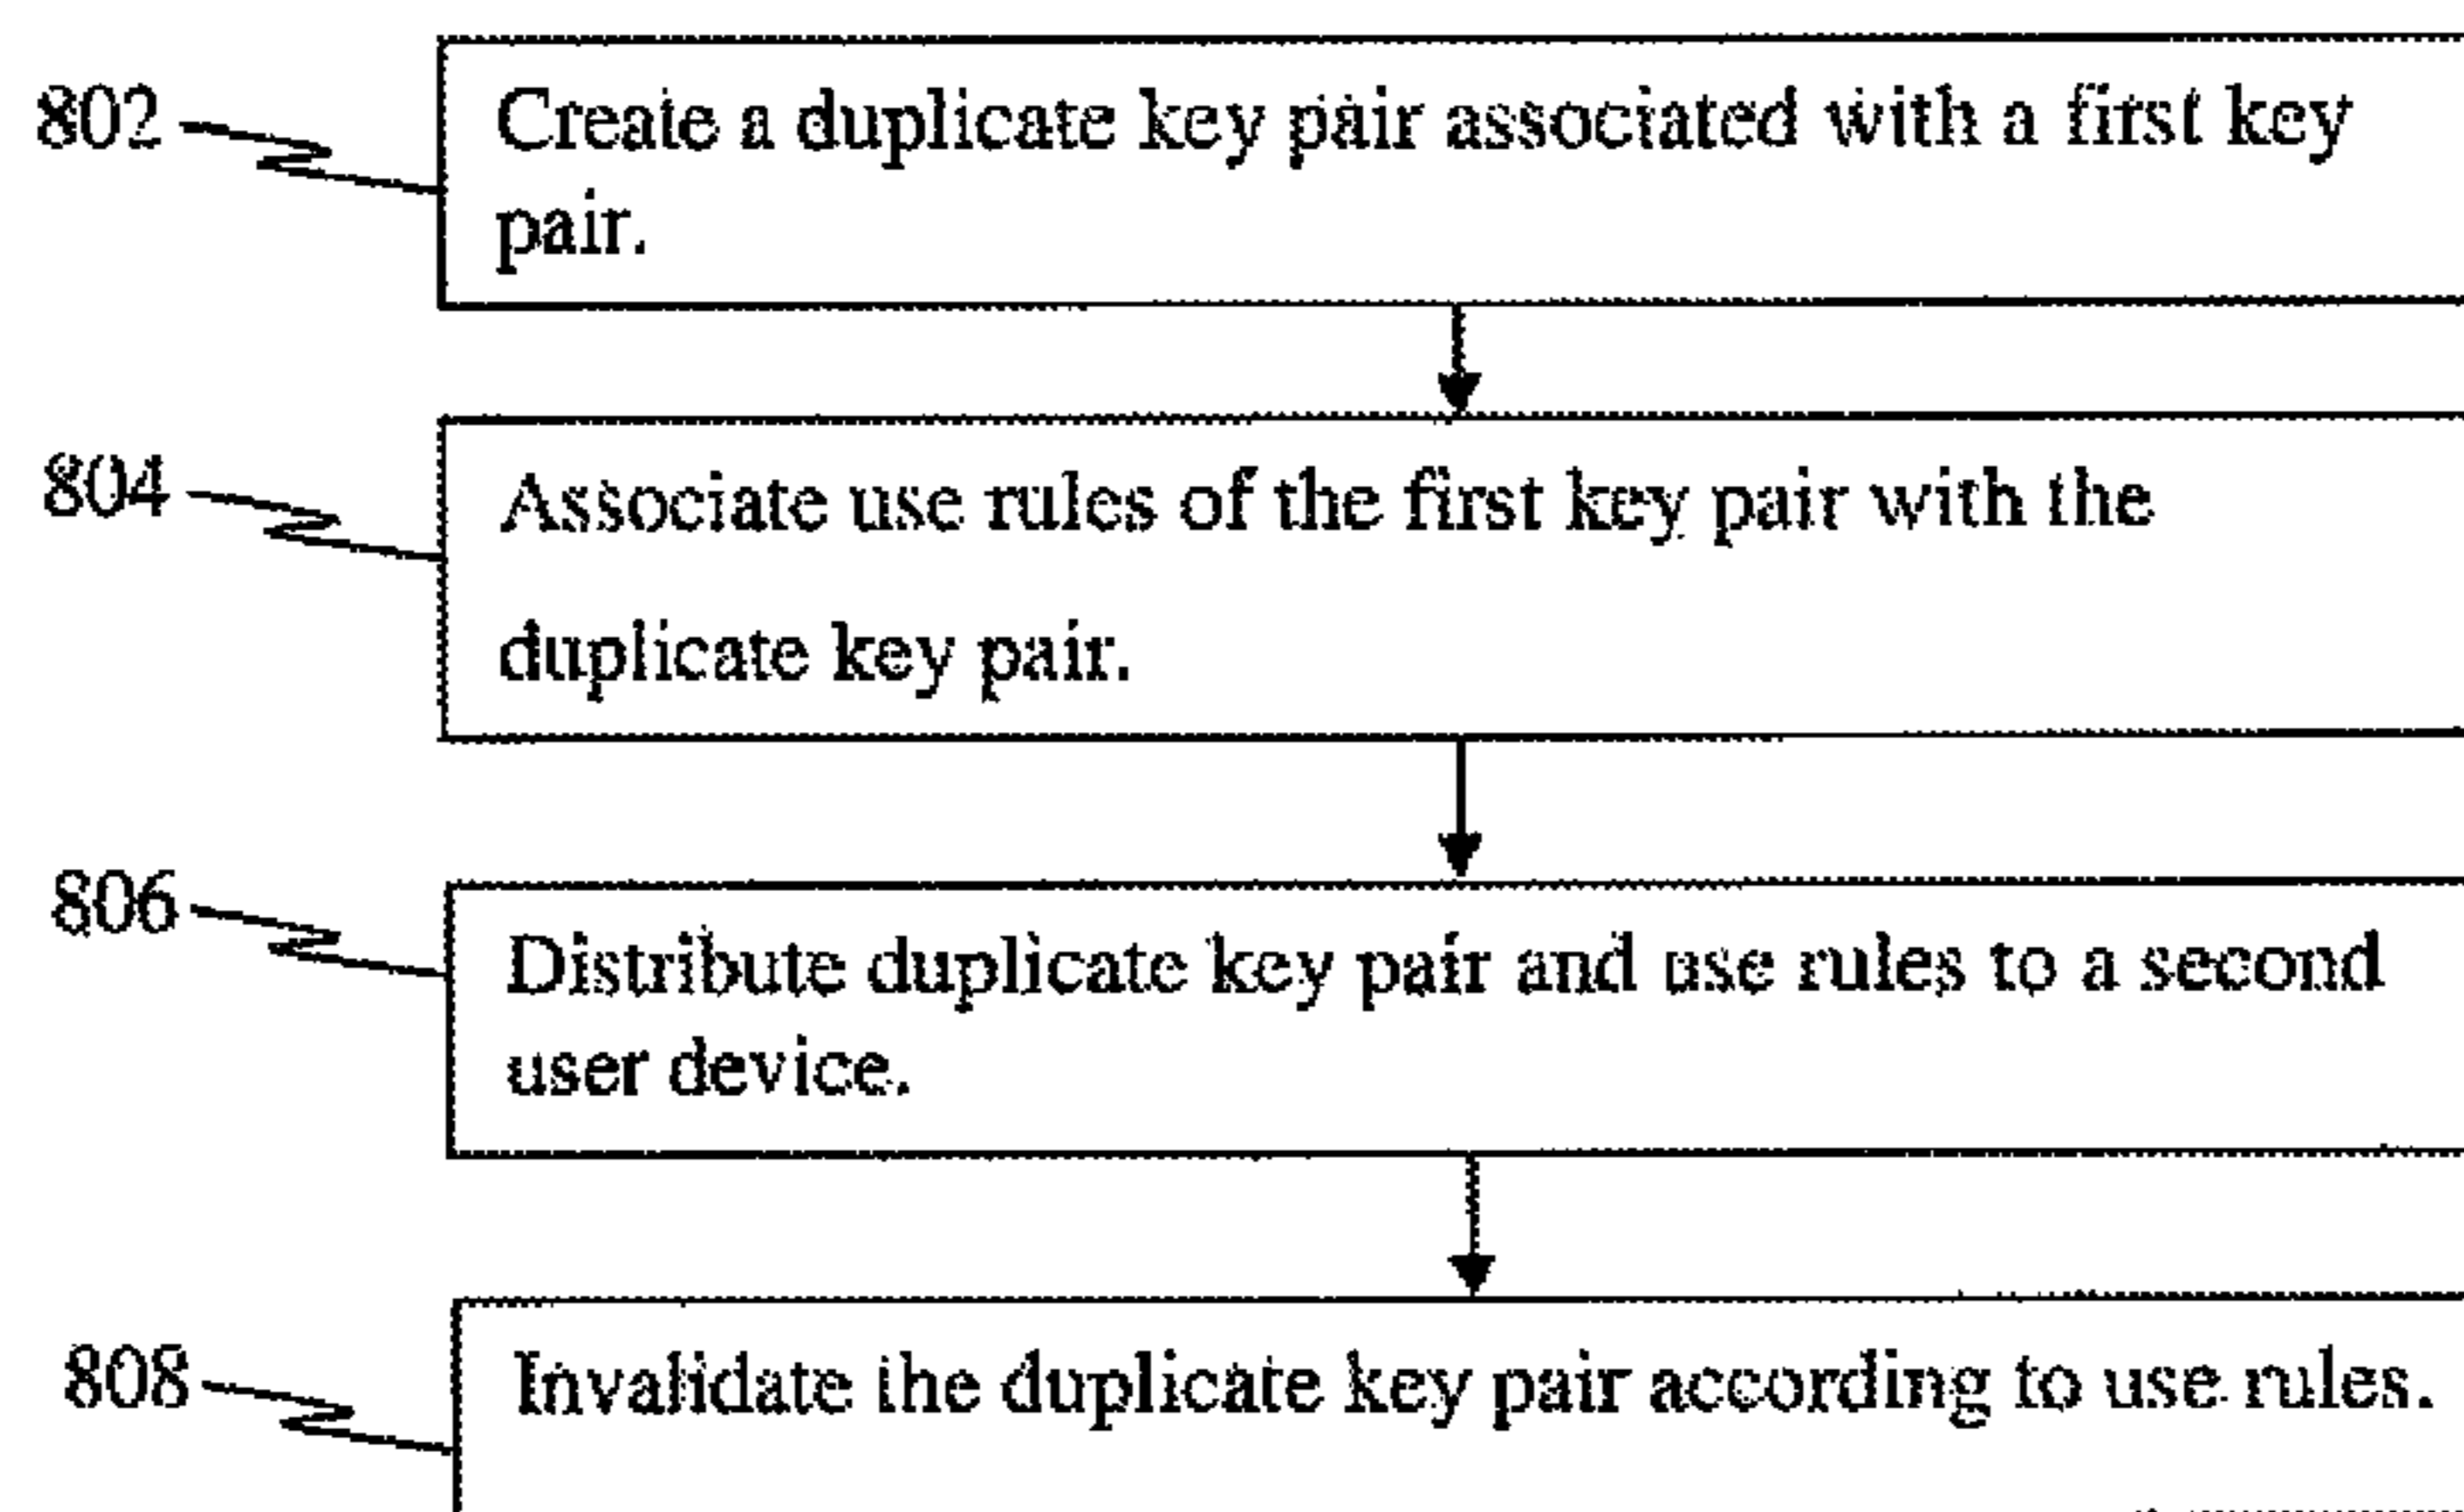 802
Create a duplicate key pair associated with a first key
pair.
804
Associate use rules of the first key pair with the
duplicate key pair.
806
Distribute duplicate key pair and use rules to a second
user device.
808
Invalidate the duplicate key pair according to use rules.